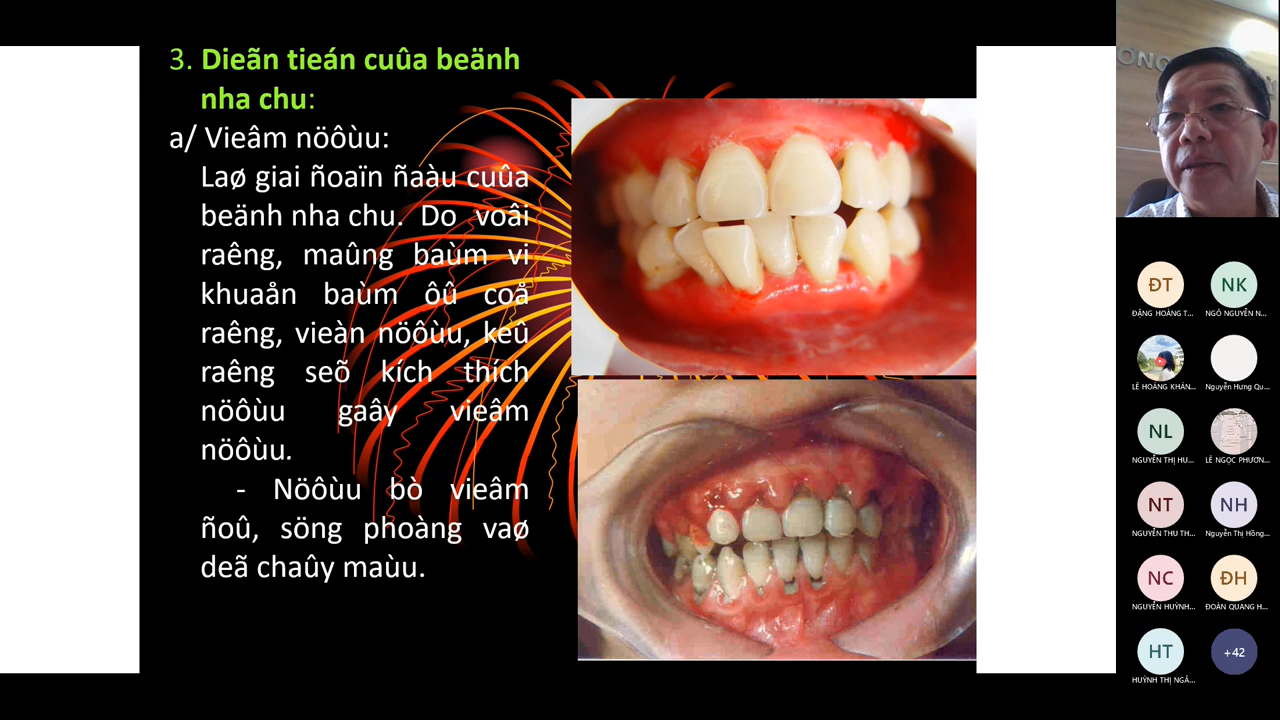 3. Dieãn tieán cuûa beänh
nha chu:
a/ Vieâm nöôùu:
Laø giai ñoaïn ñaàu cuûa
beänh nha chu. Do voâi
raêng, maûng baùm vi
khuaån baùm ôû coå
raêng, vieàn nöôùu, keû
raêng seõ kích thích
nöôùu gaây vieâm
nöôùu.
- Nöôùu bò vieâm
ñoû, söng phoàng vaø
deã chaûy maùu.
ƠNG
ĐT
NK
ĐẶNG HOÀNG T...
NGÔ NGUYỄN N...
LÊ HOÀNG KHÁN...
Nguyễn Hưng Qu...
NL
NGUYỄN THỊ HU...
LÊ NGỌC PHƯƠN...
NT
NH
NGUYỄN THU TH...
Nguyễn Thị Hồng...
NC
ĐH
NGUYỄN HUỲNH...
ĐOÀN QUANG H...
HT
+42
HUỲNH THỊ NGÂ...